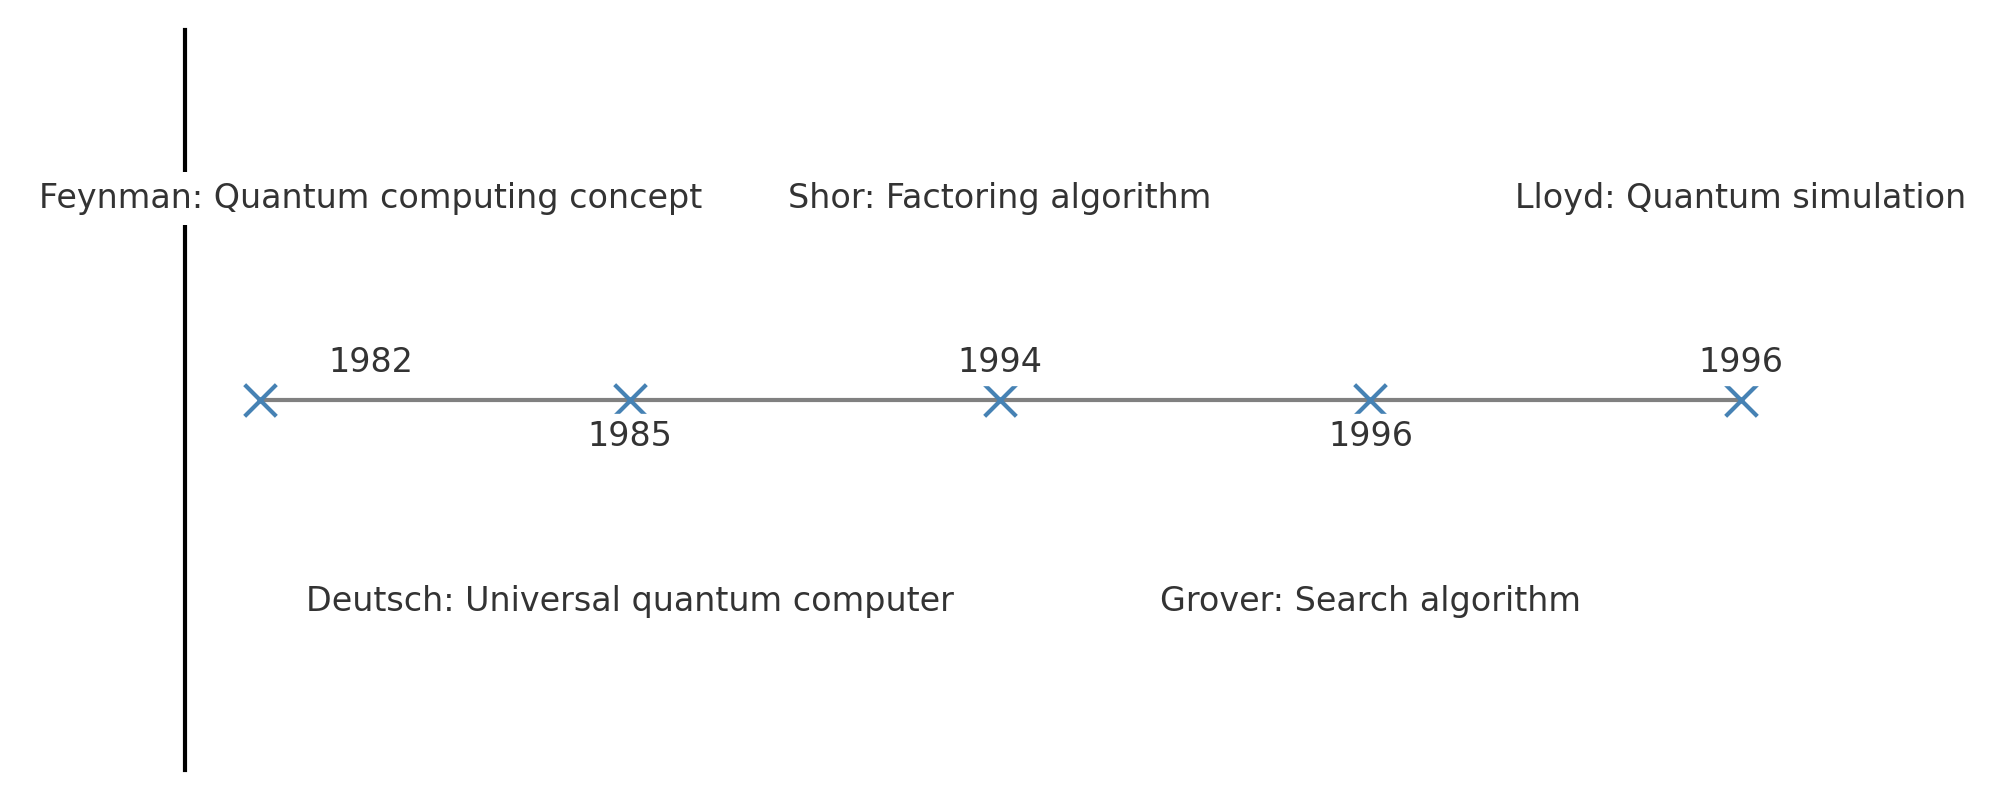 Feynman: Quantum computing concept
Shor: Factoring algorithm
Lloyd: Quantum simulation
1982
1994
1996
1985
1996
Deutsch: Universal quantum computer
Grover: Search algorithm